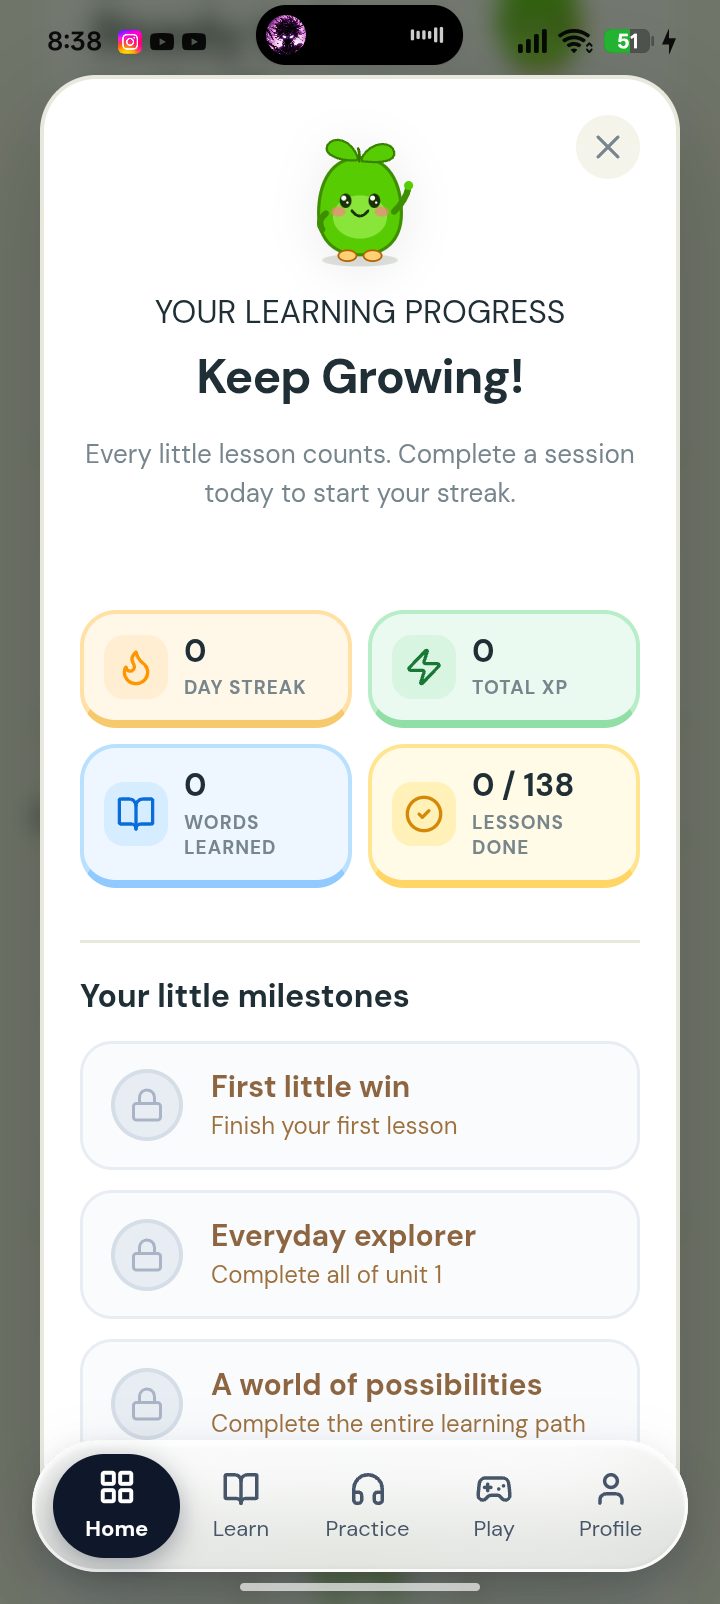 8:38
51
YOUR LEARNING PROGRESS
Keep Growing!
Every little lesson counts. Complete a session
today to start your streak.
0
DAY STREAK
0
TOTAL XP
0
WORDS
LEARNED
0 / 138
LESSONS
DONE
Your little milestones
First little win
Finish your first lesson
Everyday explorer
Complete all of unit 1
A world of possibilities
Complete the entire learning path
Home
Learn
Practice
Play
Profile